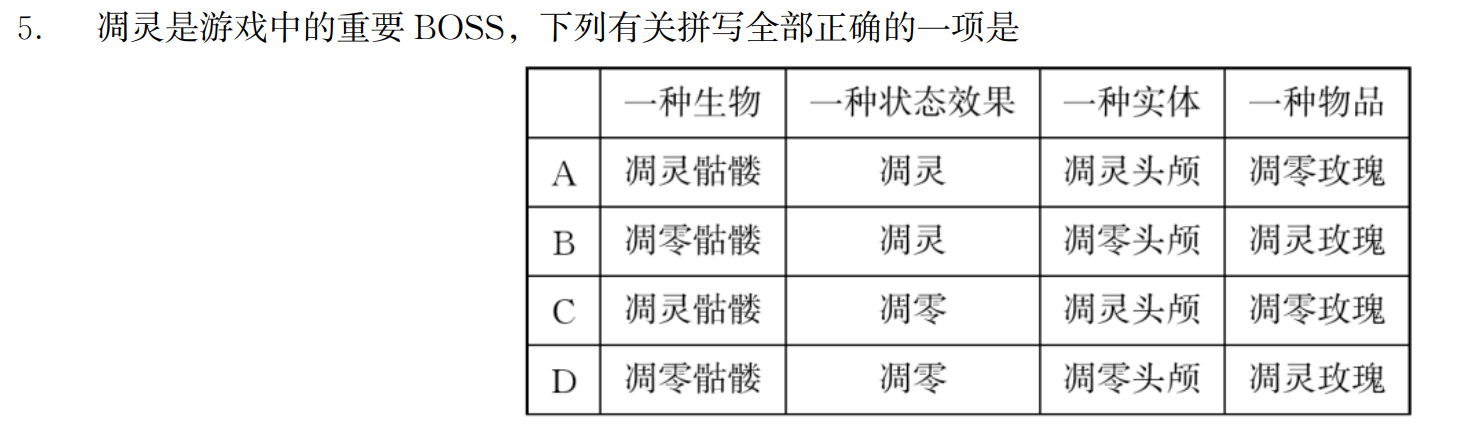 5. 凋灵是游戏中的重要 BOSS，下列有关拼写全部正确的一项是
一种生物 一种状态效果 一种实体 一种物品
A 凋灵骷髅 凋灵 凋灵头颅 凋零玫瑰
B 凋零骷髅 凋灵 凋零头颅 凋灵玫瑰
C 凋灵骷髅 凋零 凋灵头颅 凋零玫瑰
D 凋零骷髅 凋零 凋零头颅 凋灵玫瑰